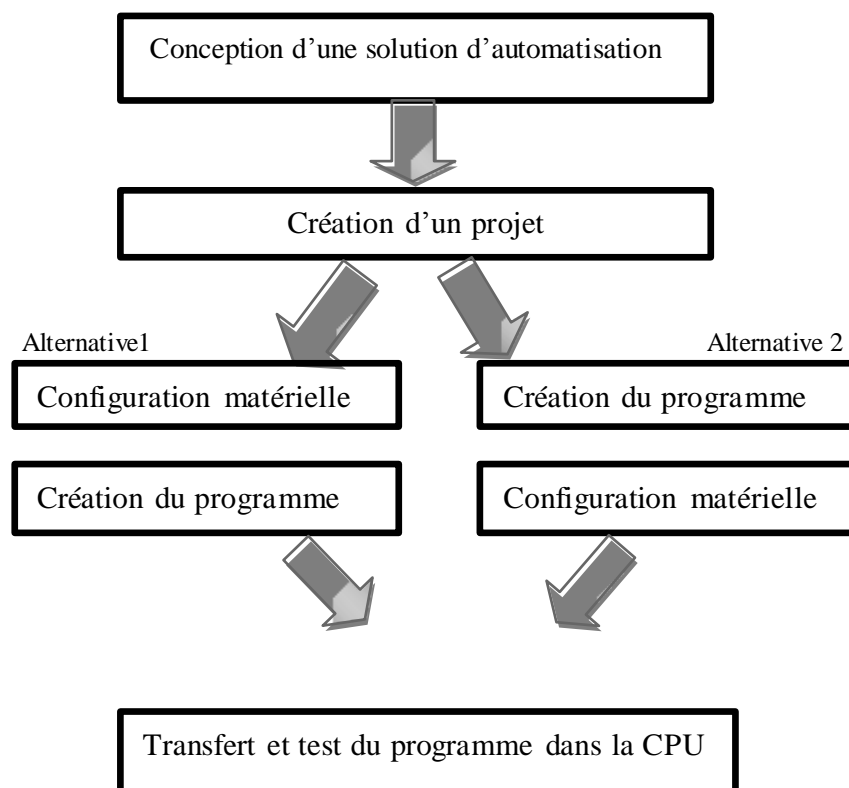 Conception d’une solution d’automatisation
Création d’un projet
Alternative1
Alternative 2
Configuration matérielle
Création du programme
Création du programme
Configuration matérielle
Transfert et test du programme dans la CPU